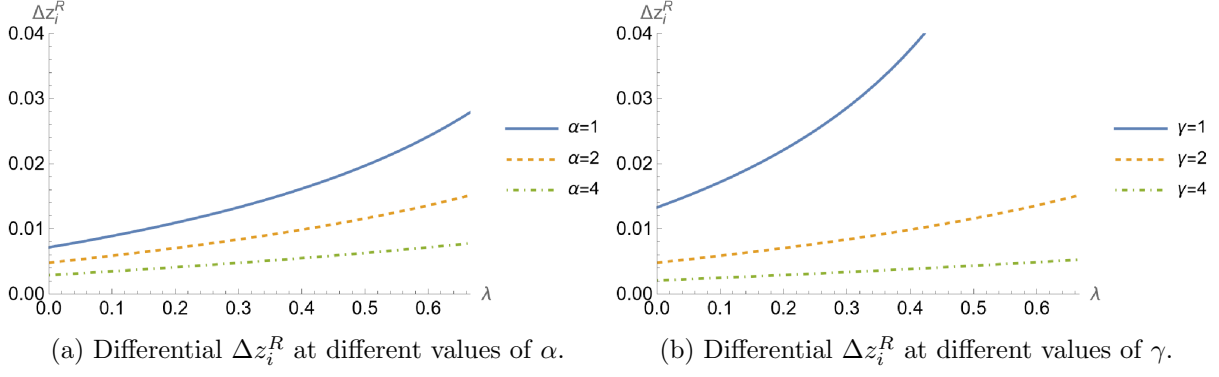 Δz_i^R
0.04
0.03
0.02
0.01
0.00
0.0 0.1 0.2 0.3 0.4 0.5 0.6 λ
α=1
α=2
α=4
(a) Differential Δz_i^R at different values of α.
Δz_i^R
0.04
0.03
0.02
0.01
0.00
0.0 0.1 0.2 0.3 0.4 0.5 0.6 λ
γ=1
γ=2
γ=4
(b) Differential Δz_i^R at different values of γ.